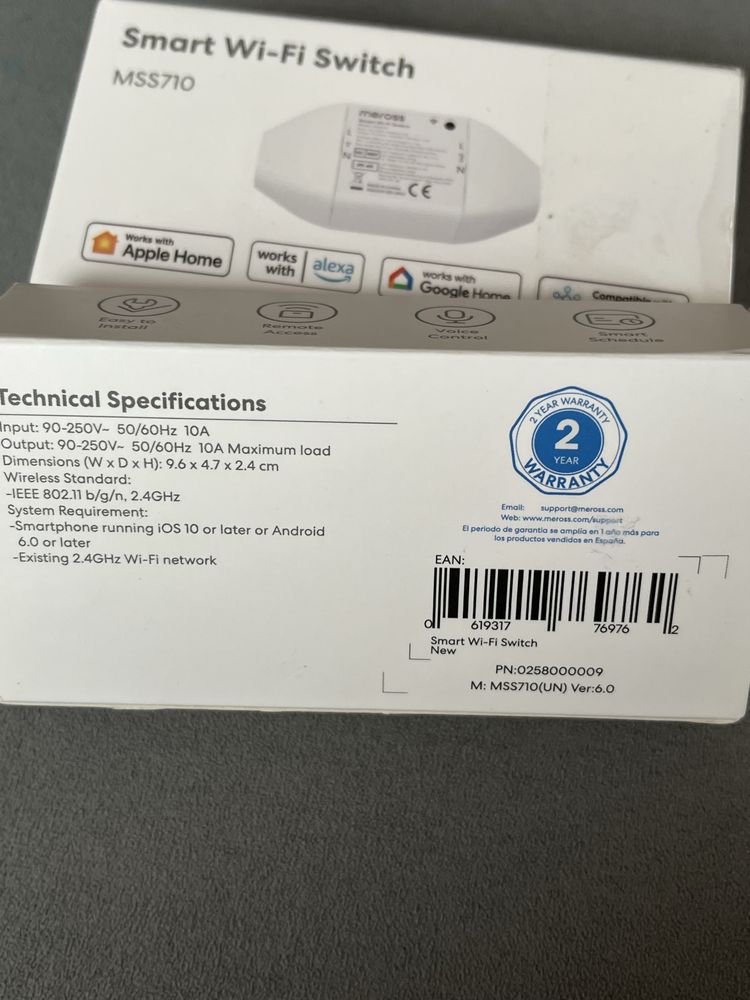 Smart Wi-Fi Switch
MSS710
meross
L
L
N
N
CE
Works with
Apple Home
works
with
alexa
works with
Google Home
Compatible with
Easy to
Install
Remote
Access
Voice
Control
Smart
Schedule
Technical Specifications
Input: 90-250V~ 50/60Hz 10A
Output: 90-250V~ 50/60Hz 10A Maximum load
Dimensions (W x D x H): 9.6 x 4.7 x 2.4 cm
Wireless Standard:
-IEEE 802.11 b/g/n, 2.4GHz
System Requirement:
-Smartphone running iOS 10 or later or Android
6.0 or later
-Existing 2.4GHz Wi-Fi network
2 YEAR WARRANTY
2
YEAR
WARRANTY
Email: support@meross.com
Web: www.meross.com/support
El periodo de garantía se amplía en 1 año más para
los productos vendidos en España.
EAN:
0 619317 76976 2
Smart Wi-Fi Switch
New
PN:0258000009
M: MSS710(UN) Ver:6.0